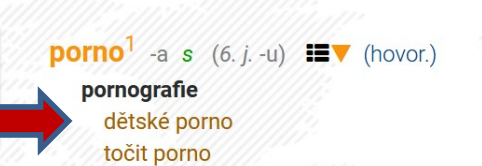 porno¹ -a s (6. j. -u) (hovor.)
pornografie
dětské porno
točit porno